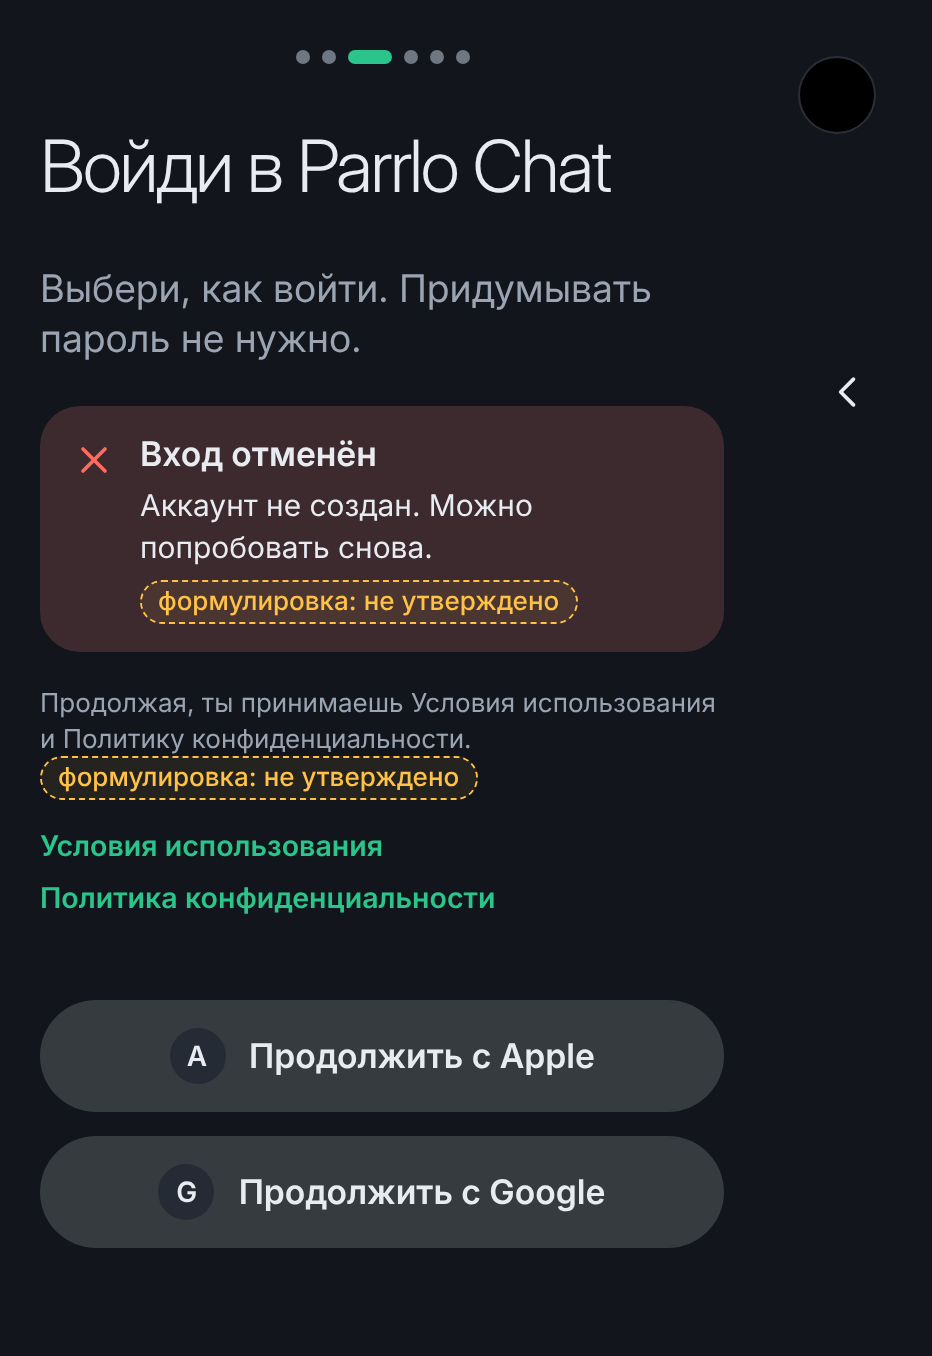 Войди в Parrlo Chat
Выбери, как войти. Придумывать
пароль не нужно.
Вход отменён
Аккаунт не создан. Можно
попробовать снова.
формулировка: не утверждено
Продолжая, ты принимаешь Условия использования
и Политику конфиденциальности.
формулировка: не утверждено
Условия использования
Политика конфиденциальности
A Продолжить с Apple
G Продолжить с Google